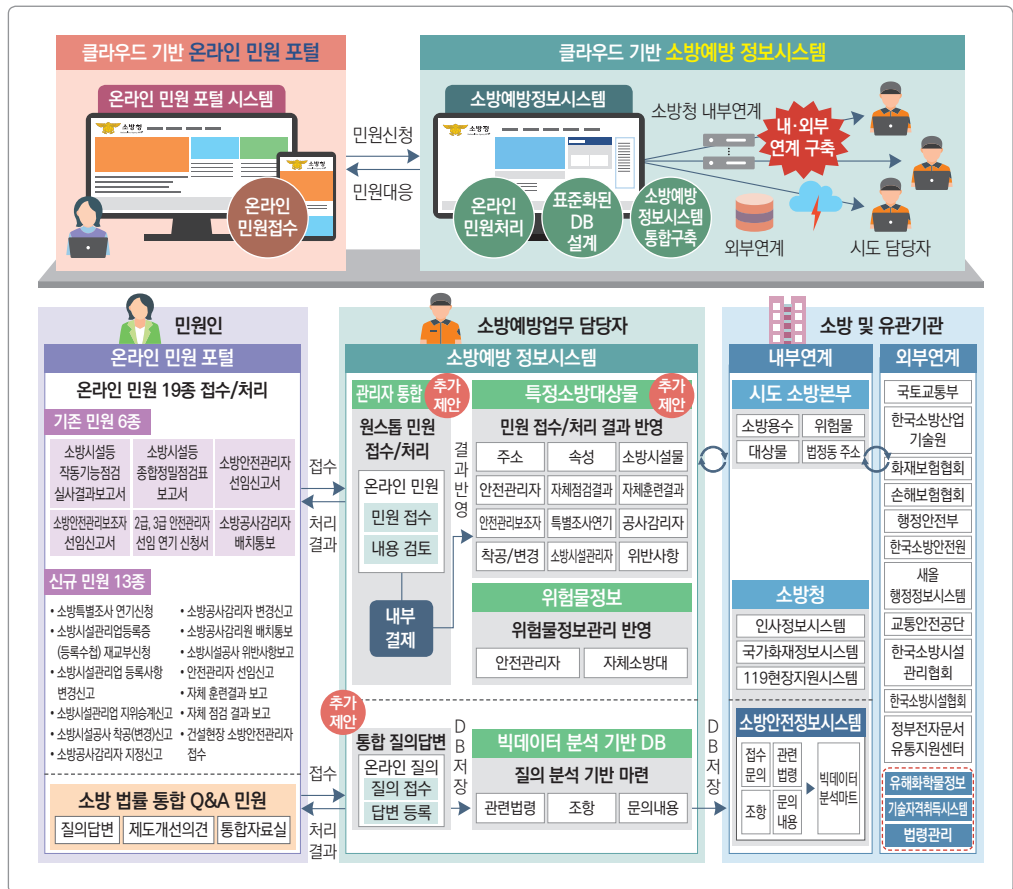 클라우드 기반 온라인 민원 포털
온라인 민원 포털 시스템
소방청
소방청
온라인
민원접수
민원신청
민원대응
클라우드 기반 소방예방 정보시스템
소방예방정보시스템
소방청
온라인
민원처리
표준화된
DB
설계
소방예방
정보시스템
통합구축
소방청 내부연계
내·외부
연계 구축
외부연계
시도 담당자
민원인
온라인 민원 포털
온라인 민원 19종 접수/처리
기존 민원 6종
소방시설등
작동기능점검
실사결과보고서
소방시설등
종합정밀점검표
보고서
소방안전관리자
선임신고서
소방안전관리보조자
선임신고서
2급, 3급 안전관리자
선임 연기 신청서
소방공사감리자
배치통보
신규 민원 13종
• 소방특별조사 연기신청
• 소방시설관리업등록증
(등록수첩) 재교부신청
• 소방시설관리업 등록사항
변경신고
• 소방시설관리업 지위승계신고
• 소방시설공사 착공(변경)신고
• 소방공사감리자 지정신고
• 소방공사감리자 변경신고
• 소방공사감리원 배치통보
• 소방시설공사 위반사항보고
• 안전관리자 선임신고
• 자체 훈련결과 보고
• 자체 점검 결과 보고
• 건설현장 소방안전관리자
접수
소방 법률 통합 Q&A 민원
질의답변
제도개선의견
통합자료실
접수
처리
결과
접수
처리
결과
소방예방업무 담당자
소방예방 정보시스템
관리자 통합
추가
제안
원스톱 민원
접수/처리
온라인 민원
민원 접수
내용 검토
내부
결제
결과반영
특정소방대상물
추가
제안
민원 접수/처리 결과 반영
주소
속성
소방시설물
안전관리자
자체점검결과
자체훈련결과
안전관리보조자
특별조사연기
공사감리자
착공/변경
소방시설관리자
위반사항
위험물정보
위험물정보관리 반영
안전관리자
자체소방대
추가
제안
통합 질의답변
온라인 질의
질의 접수
답변 등록
DB저장
빅데이터 분석 기반 DB
질의 분석 기반 마련
관련법령
조항
문의내용
DB저장
소방 및 유관기관
내부연계
시도 소방본부
소방용수
위험물
대상물
법정동 주소
소방청
인사정보시스템
국가화재정보시스템
119현장지원시스템
소방안전정보시스템
접수
문의
관련
법령
조항
문의
내용
빅데이터
분석마트
외부연계
국토교통부
한국소방산업
기술원
화재보험협회
손해보험협회
행정안전부
한국소방안전원
새올
행정정보시스템
교통안전공단
한국소방시설
관리협회
한국소방시설협회
정부전자문서
유통지원센터
유해화학물정보
기술자격취득시스템
법령관리